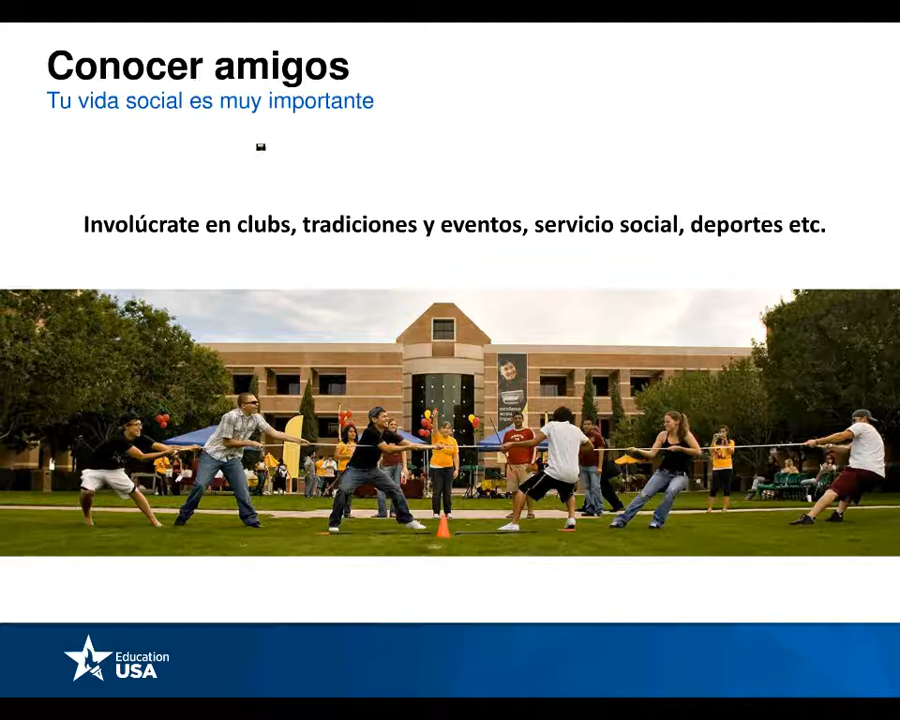 Conocer amigos
Tu vida social es muy importante
Involúcrate en clubs, tradiciones y eventos, servicio social, deportes etc.
Education
USA